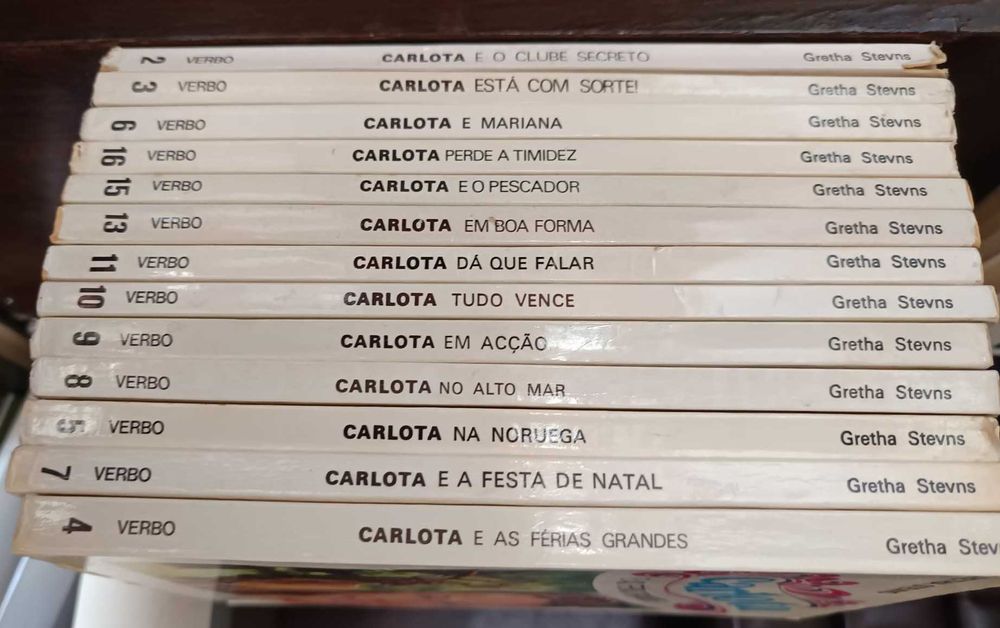 2 VERBO CARLOTA E O CLUBE SECRETO Gretha Stevns
3 VERBO CARLOTA ESTÁ COM SORTE! Gretha Stevns
6 VERBO CARLOTA E MARIANA Gretha Stevns
16 VERBO CARLOTA PERDE A TIMIDEZ Gretha Stevns
15 VERBO CARLOTA E O PESCADOR Gretha Stevns
13 VERBO CARLOTA EM BOA FORMA Gretha Stevns
11 VERBO CARLOTA DÁ QUE FALAR Gretha Stevns
10 VERBO CARLOTA TUDO VENCE Gretha Stevns
9 VERBO CARLOTA EM ACÇÃO Gretha Stevns
8 VERBO CARLOTA NO ALTO MAR Gretha Stevns
5 VERBO CARLOTA NA NORUEGA Gretha Stevns
7 VERBO CARLOTA E A FESTA DE NATAL Gretha Stevns
4 VERBO CARLOTA E AS FÉRIAS GRANDES Gretha Stev